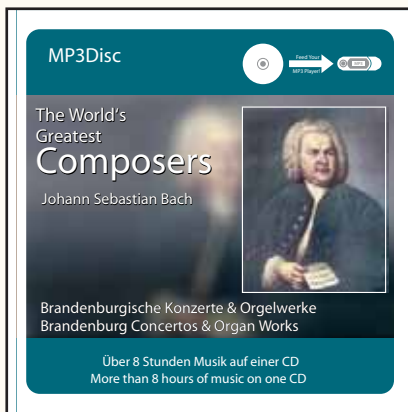 MP3Disc
Feed Your
MP3 Player!
MP3
The World's
Greatest
Composers
Johann Sebastian Bach
Brandenburgische Konzerte & Orgelwerke
Brandenburg Concertos & Organ Works
Über 8 Stunden Musik auf einer CD
More than 8 hours of music on one CD